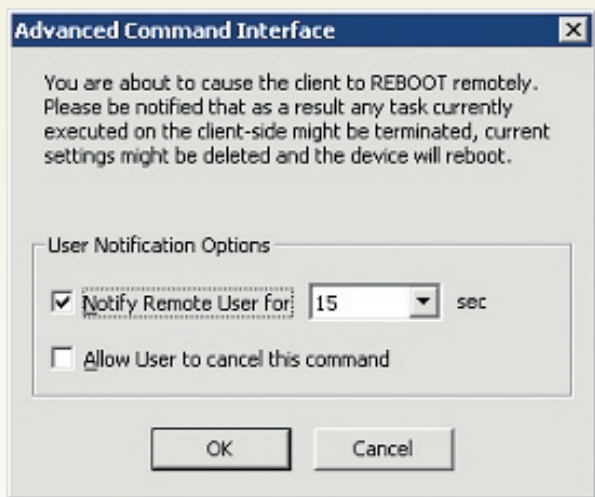 Advanced Command Interface
You are about to cause the client to REBOOT remotely.
Please be notified that as a result any task currently
executed on the client-side might be terminated, current
settings might be deleted and the device will reboot.
User Notification Options
Notify Remote User for 15 sec
Allow User to cancel this command
OK Cancel